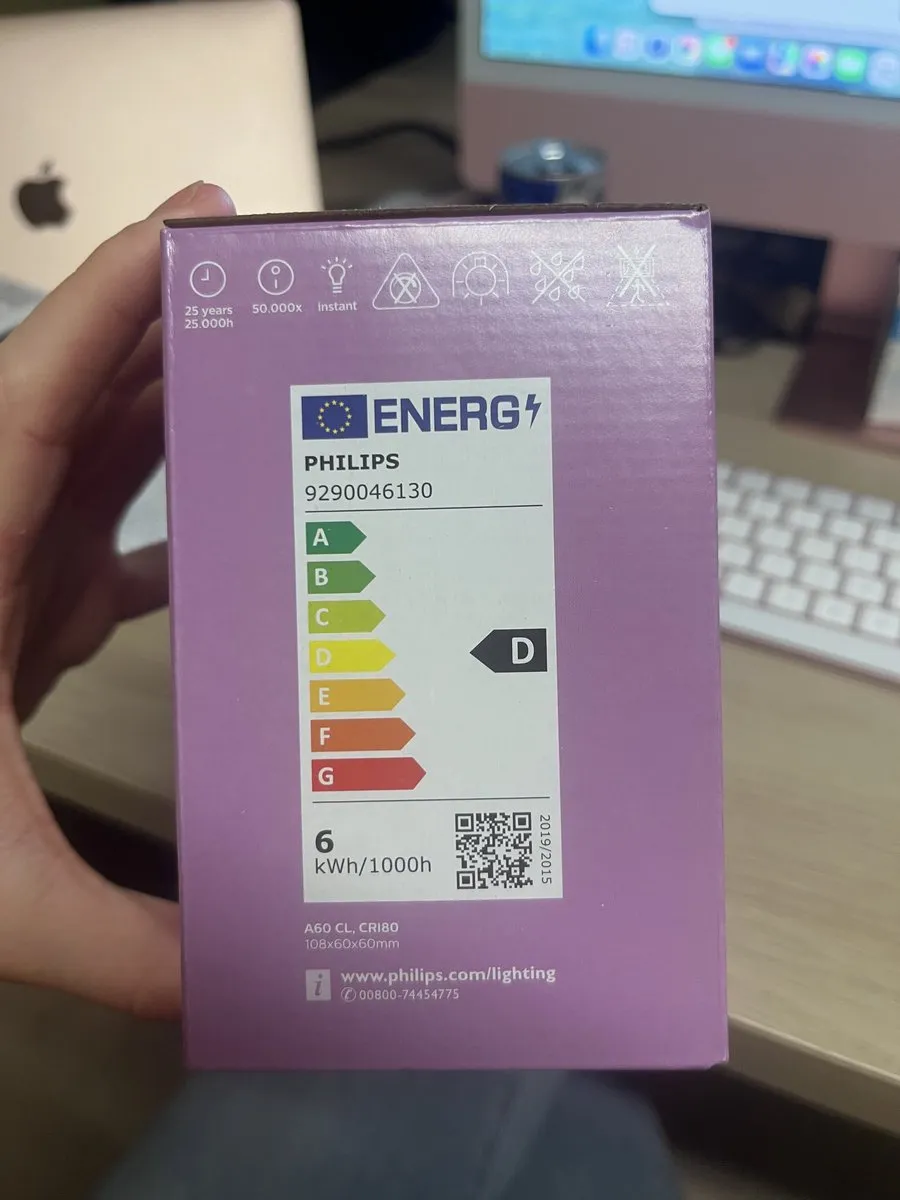 25 years
25.000h
50.000x
instant
ENERG
PHILIPS
9290046130
A
B
C
D
E
F
G
D
6
kWh/1000h
2019/2015
A60 CL, CRI80
108x60x60mm
i www.philips.com/lighting
✆ 00800-74454775